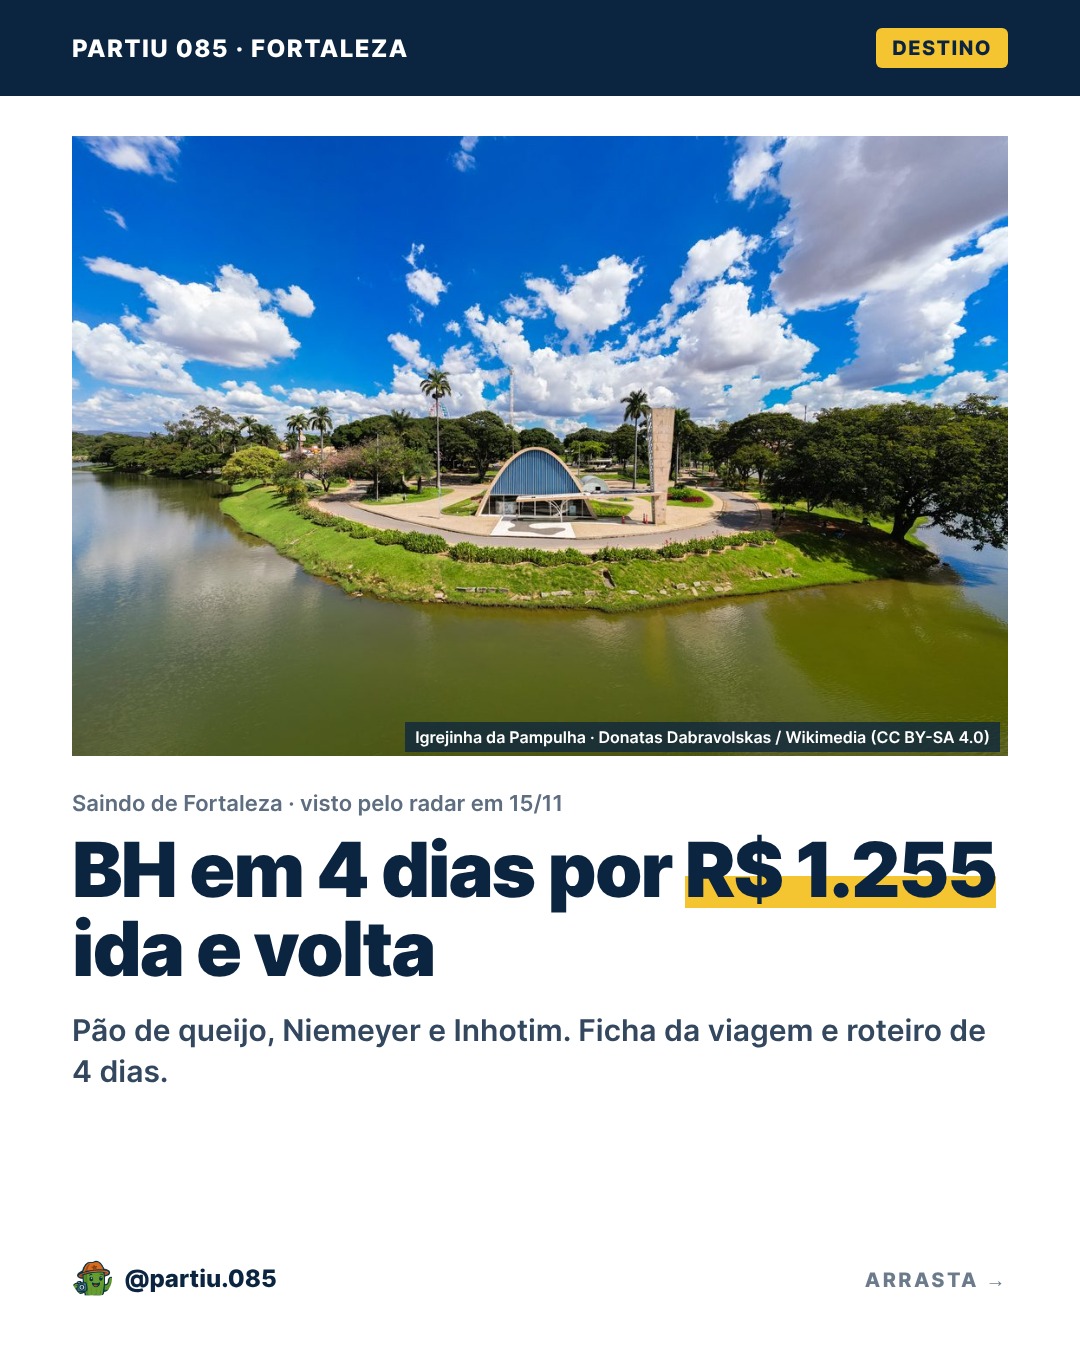 PARTIU 085 · FORTALEZA
DESTINO
Igrejinha da Pampulha · Donatas Dabravolskas / Wikimedia (CC BY-SA 4.0)
Saindo de Fortaleza · visto pelo radar em 15/11
BH em 4 dias por R$ 1.255
ida e volta
Pão de queijo, Niemeyer e Inhotim. Ficha da viagem e roteiro de
4 dias.
@partiu.085
ARRASTA →